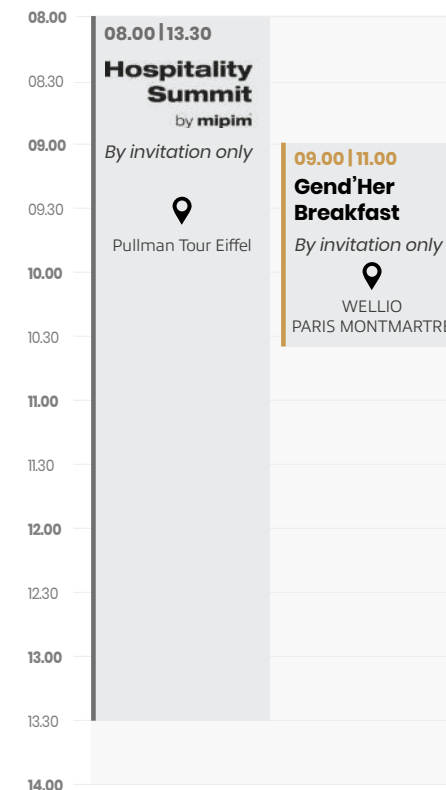 08.00
08.30
09.00
09.30
10.00
10.30
11.00
11.30
12.00
12.30
13.00
13.30
14.00
08.00|13.30
Hospitality
Summit
by mipim
By invitation only
Pullman Tour Eiffel
09.00|11.00
Gend’Her
Breakfast
By invitation only
WELLIO
PARIS MONTMARTRE